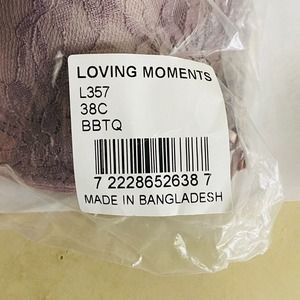 LOVING MOMENTS
L357
38C
BBTQ
7 22286 52638 7
MADE IN BANGLADESH